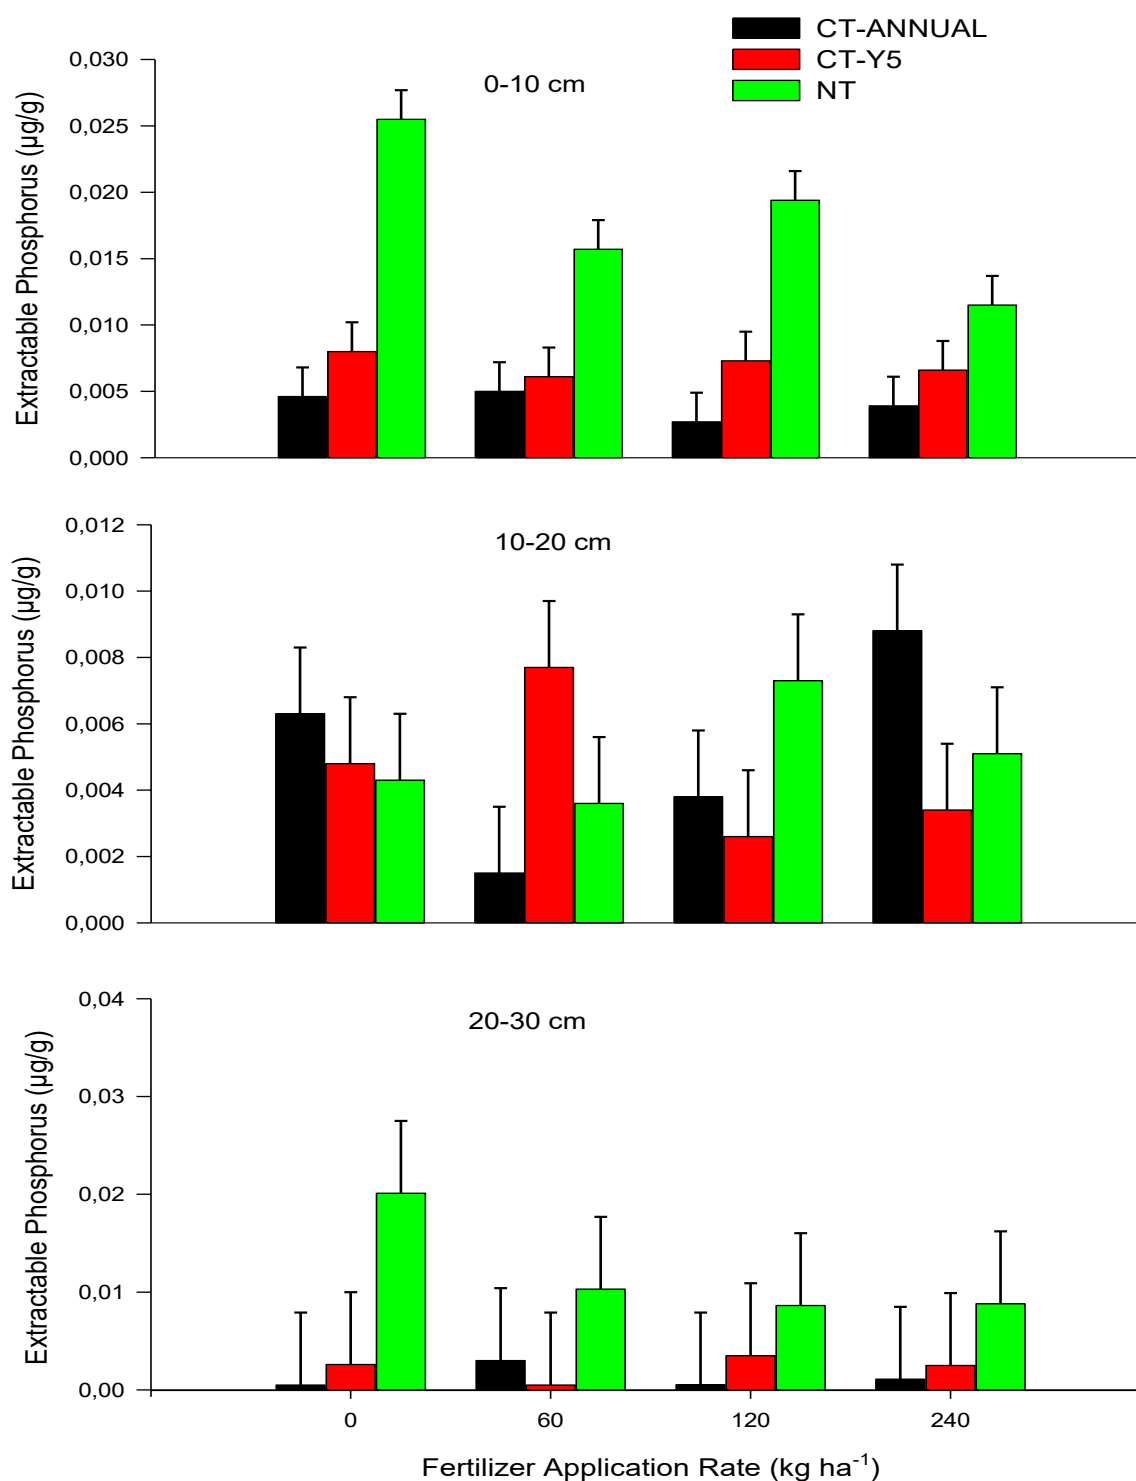 CT-ANNUAL
CT-Y5
NT
0-10 cm
Extractable Phosphorus (µg/g)
0,030
0,025
0,020
0,015
0,010
0,005
0,000
10-20 cm
Extractable Phosphorus (µg/g)
0,012
0,010
0,008
0,006
0,004
0,002
0,000
20-30 cm
Extractable Phosphorus (µg/g)
0,04
0,03
0,02
0,01
0,00
0 60 120 240
Fertilizer Application Rate (kg ha⁻¹)